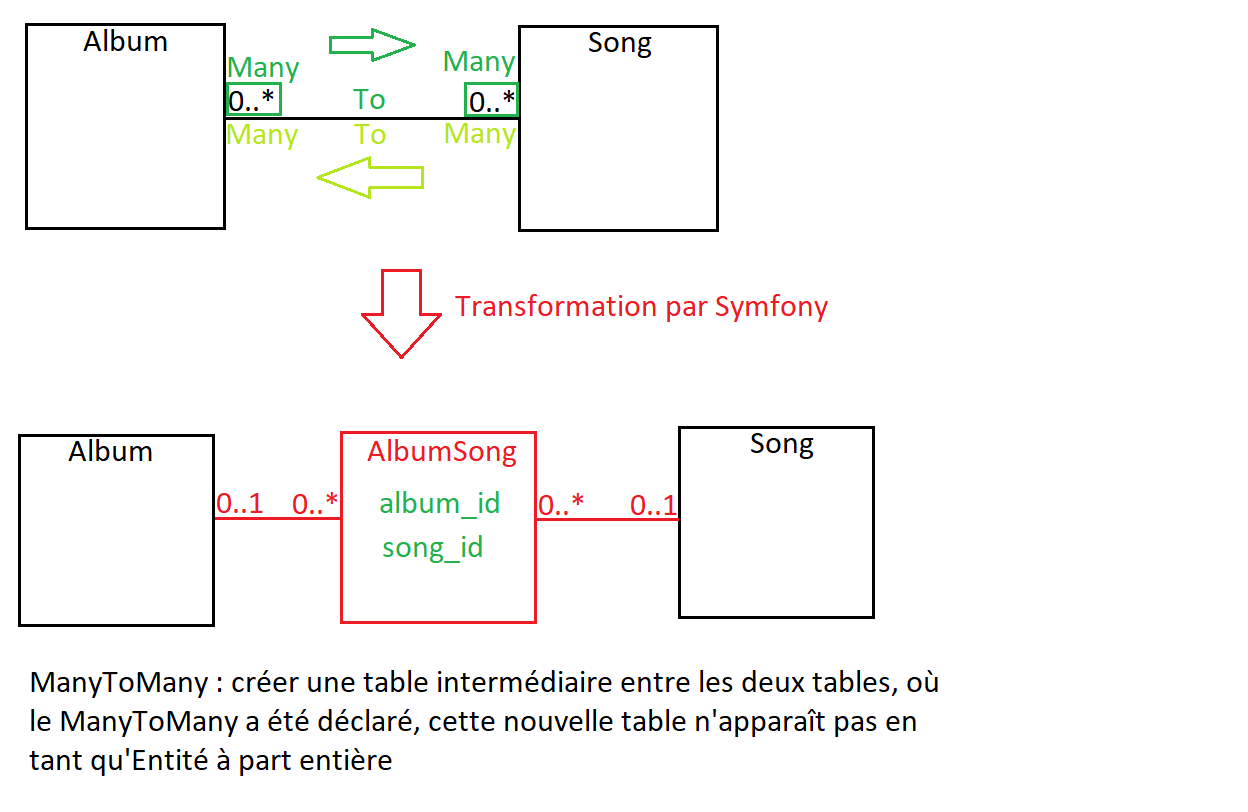 Album
Song
Many
Many
0..*
To
0..*
Many
To
Many
Transformation par Symfony
Album
AlbumSong
Song
0..1
0..*
album_id
0..*
0..1
song_id
ManyToMany : créer une table intermédiaire entre les deux tables, où
le ManyToMany a été déclaré, cette nouvelle table n'apparaît pas en
tant qu'Entité à part entière